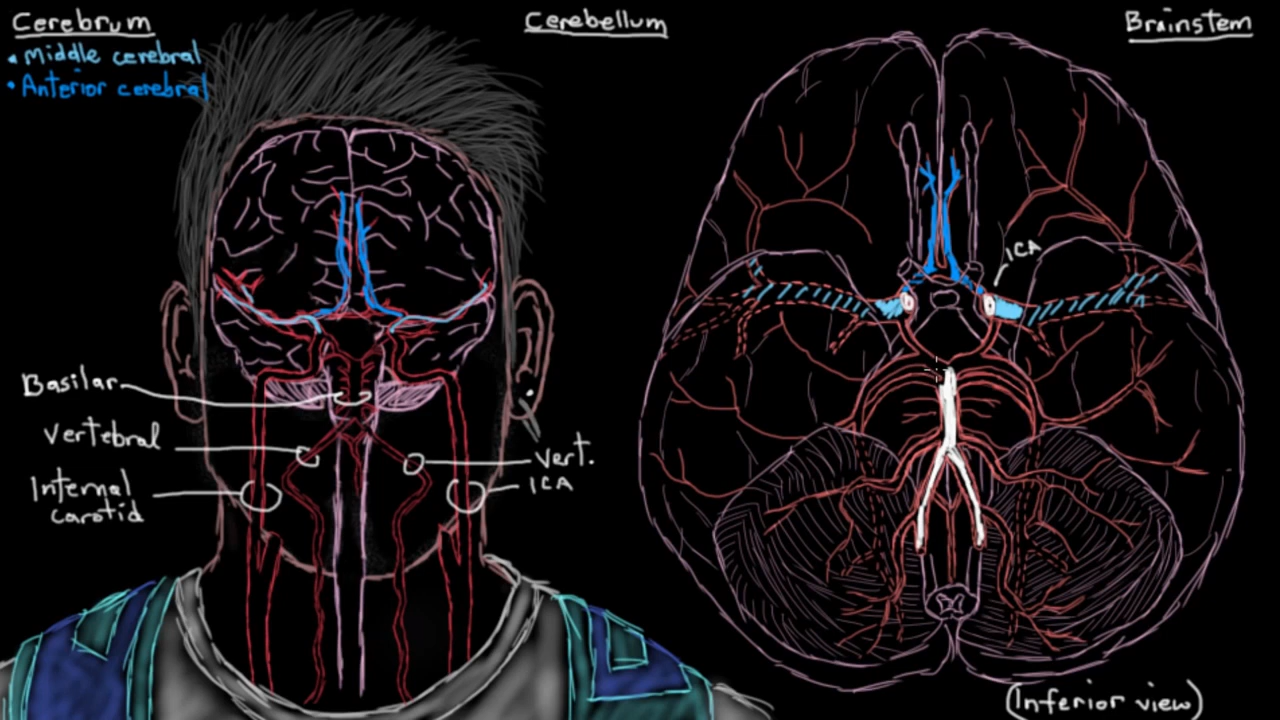 Cerebrum
Cerebellum
Brainstem
• Middle cerebral
• Anterior cerebral
ICA
Basilar
Vertebral
Vert.
Internal carotid
ICA
(Inferior view)